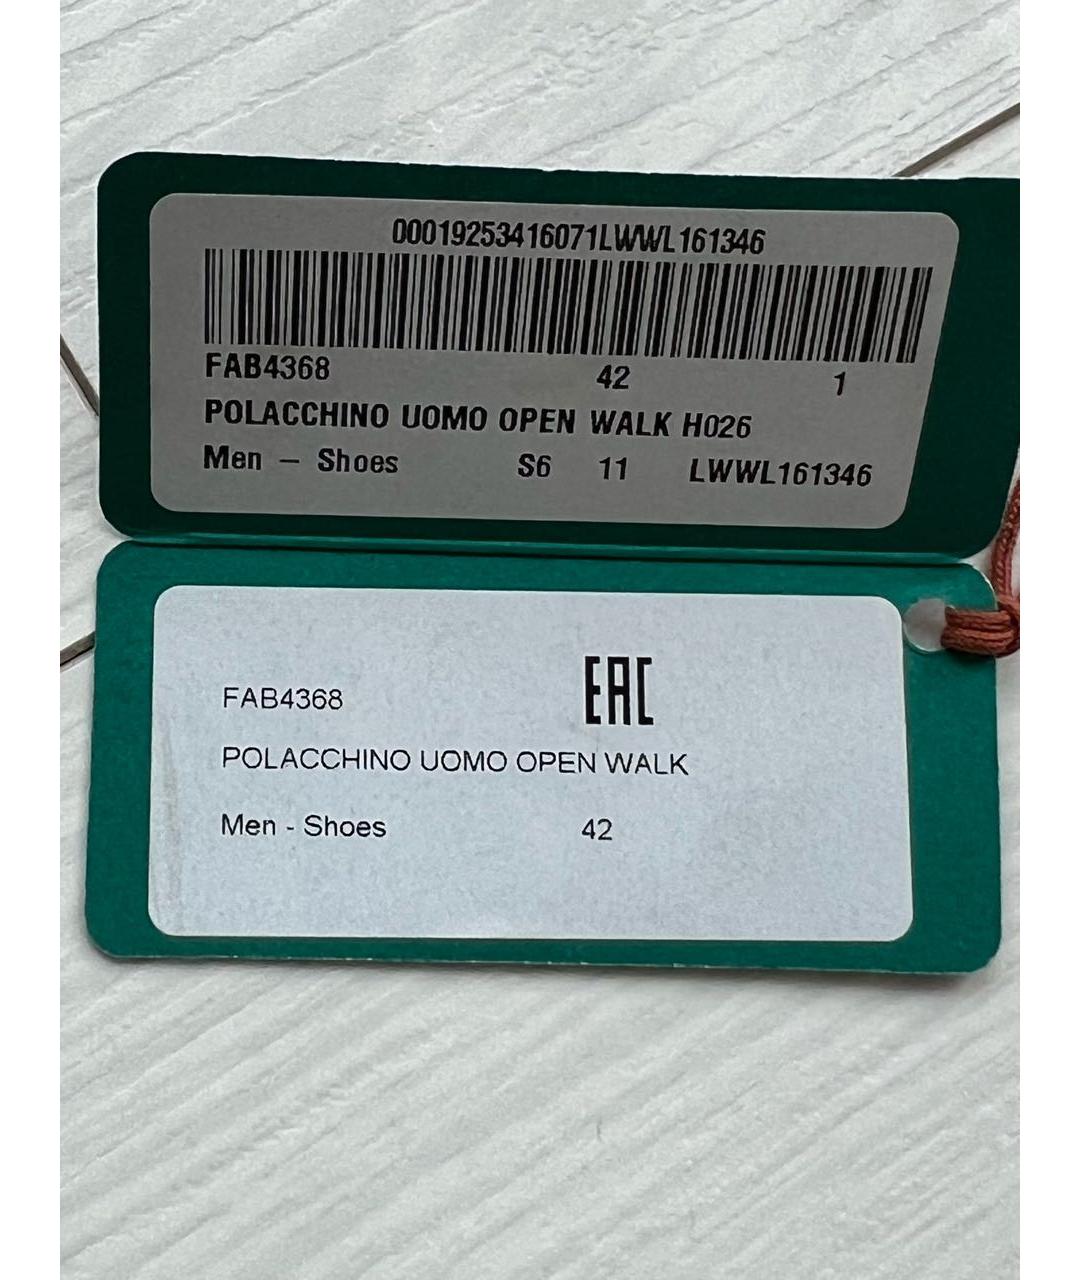 00019253416071LWWL161346
FAB4368 42 1
POLACCHINO UOMO OPEN WALK H026
Men – Shoes S6 11 LWWL161346
EAC
FAB4368
POLACCHINO UOMO OPEN WALK
Men - Shoes 42